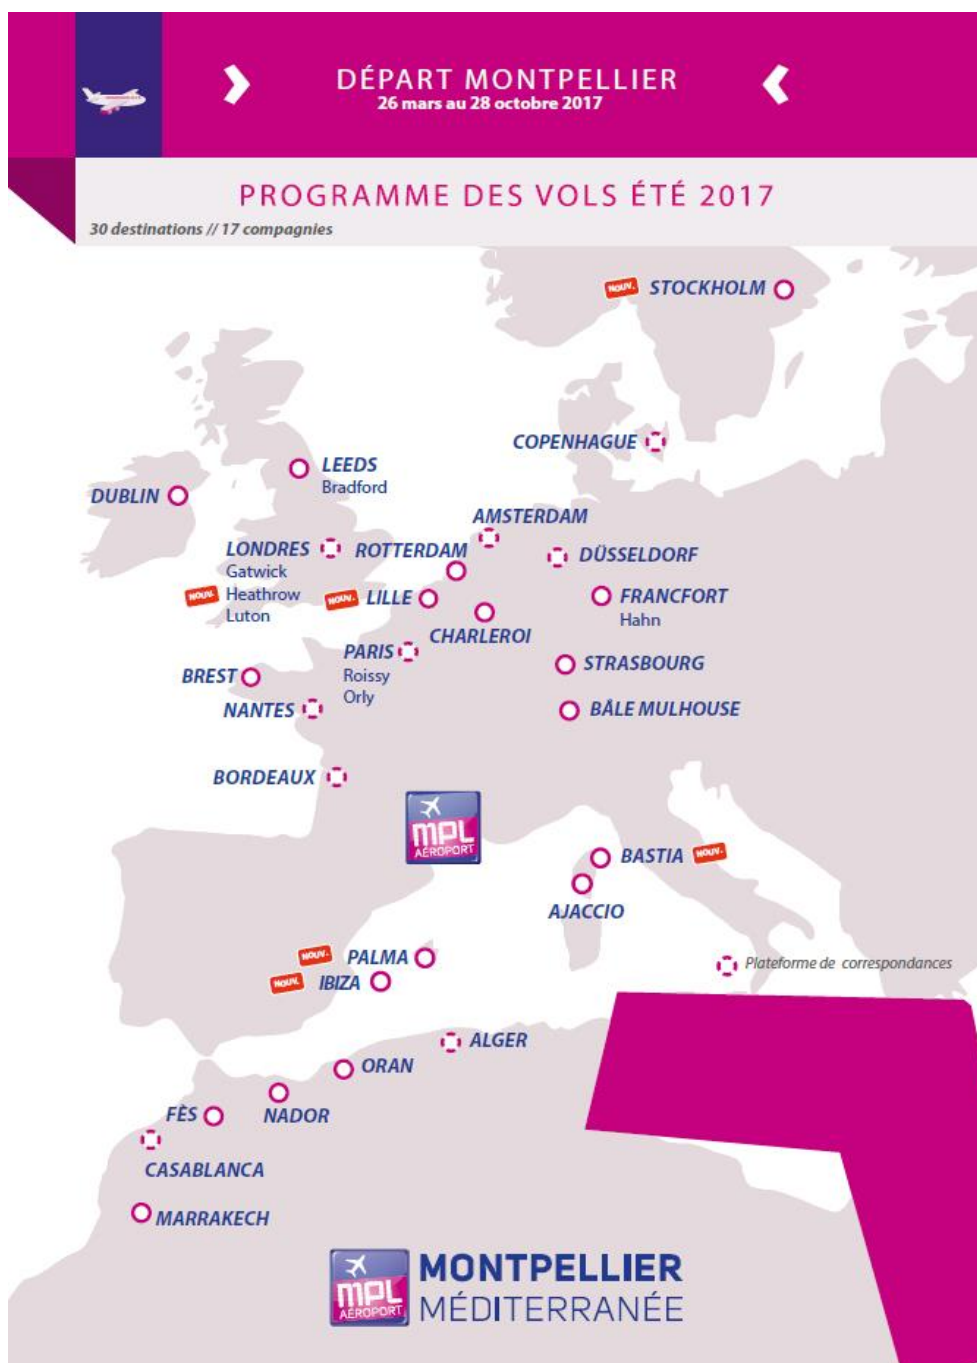 DÉPART MONTPELLIER
26 mars au 28 octobre 2017
PROGRAMME DES VOLS ÉTÉ 2017
30 destinations // 17 compagnies
NOUV. STOCKHOLM
COPENHAGUE
LEEDS
Bradford
DUBLIN
AMSTERDAM
LONDRES
Gatwick
NOUV. Heathrow
Luton
ROTTERDAM
DÜSSELDORF
NOUV. LILLE
FRANCFORT
Hahn
CHARLEROI
PARIS
Roissy
Orly
STRASBOURG
BREST
NANTES
BÂLE MULHOUSE
BORDEAUX
MPL
AÉROPORT
BASTIA NOUV.
AJACCIO
NOUV. PALMA
Plateforme de correspondances
NOUV. IBIZA
ALGER
ORAN
FÈS
NADOR
CASABLANCA
MARRAKECH
MPL
AÉROPORT
MONTPELLIER
MÉDITERRANÉE